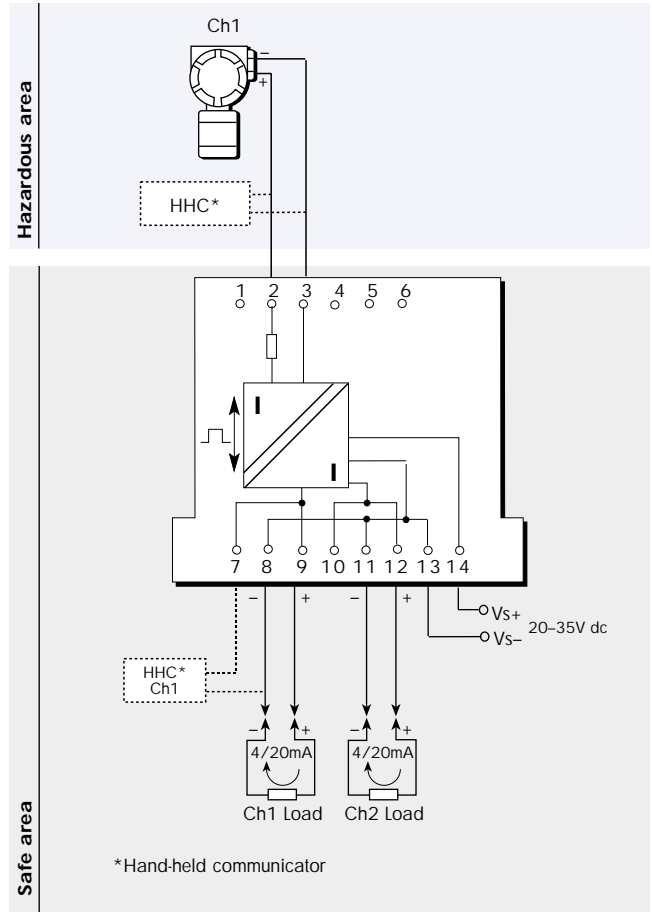 Hazardous area
Ch1
–
+
HHC*
1 2 3 4 5 6
I
I
7 8 9 10 11 12 13 14
– + – +
Vs+
Vs– 20–35V dc
HHC*
Ch1
– + – +
4/20mA 4/20mA
Ch1 Load Ch2 Load
*Hand-held communicator
Safe area